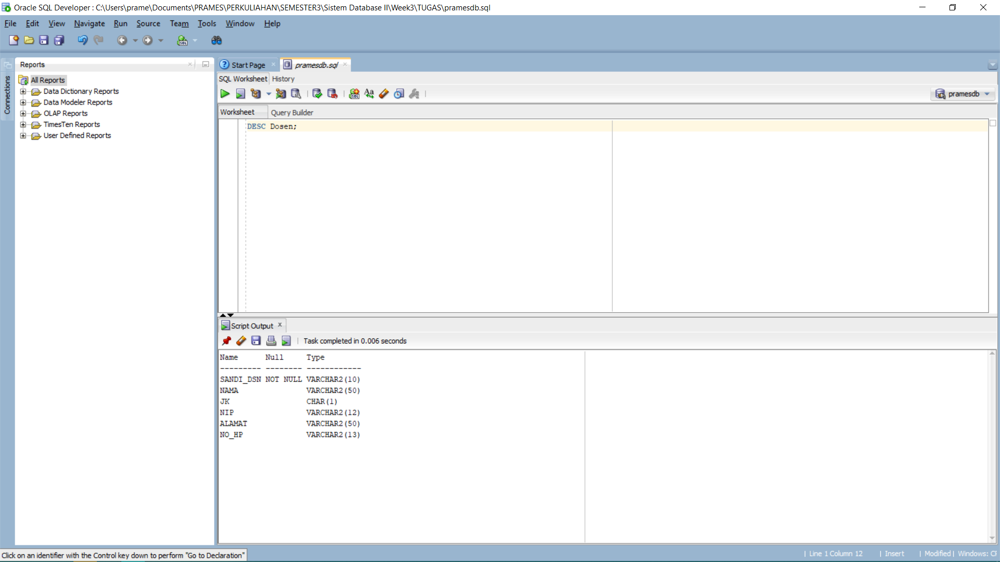 Oracle SQL Developer : C:\Users\prame\Documents\PRAMES\PERKULIAHAN\SEMESTER3\Sistem Database II\Week3\TUGAS\pramesdb.sql
File Edit View Navigate Run Source Team Tools Window Help
Connections
Reports
All Reports
Data Dictionary Reports
Data Modeler Reports
OLAP Reports
TimesTen Reports
User Defined Reports
Start Page pramesdb.sql
SQL Worksheet History
pramesdb
Worksheet Query Builder
DESC Dosen;
Script Output
Task completed in 0.006 seconds
Name Null Type
--------- -------- ------------
SANDI_DSN NOT NULL VARCHAR2(10)
NAMA VARCHAR2(50)
JK CHAR(1)
NIP VARCHAR2(12)
ALAMAT VARCHAR2(50)
NO_HP VARCHAR2(13)
Click on an identifier with the Control key down to perform "Go to Declaration"
| Line 1 Column 12 | Insert | Modified | Windows: